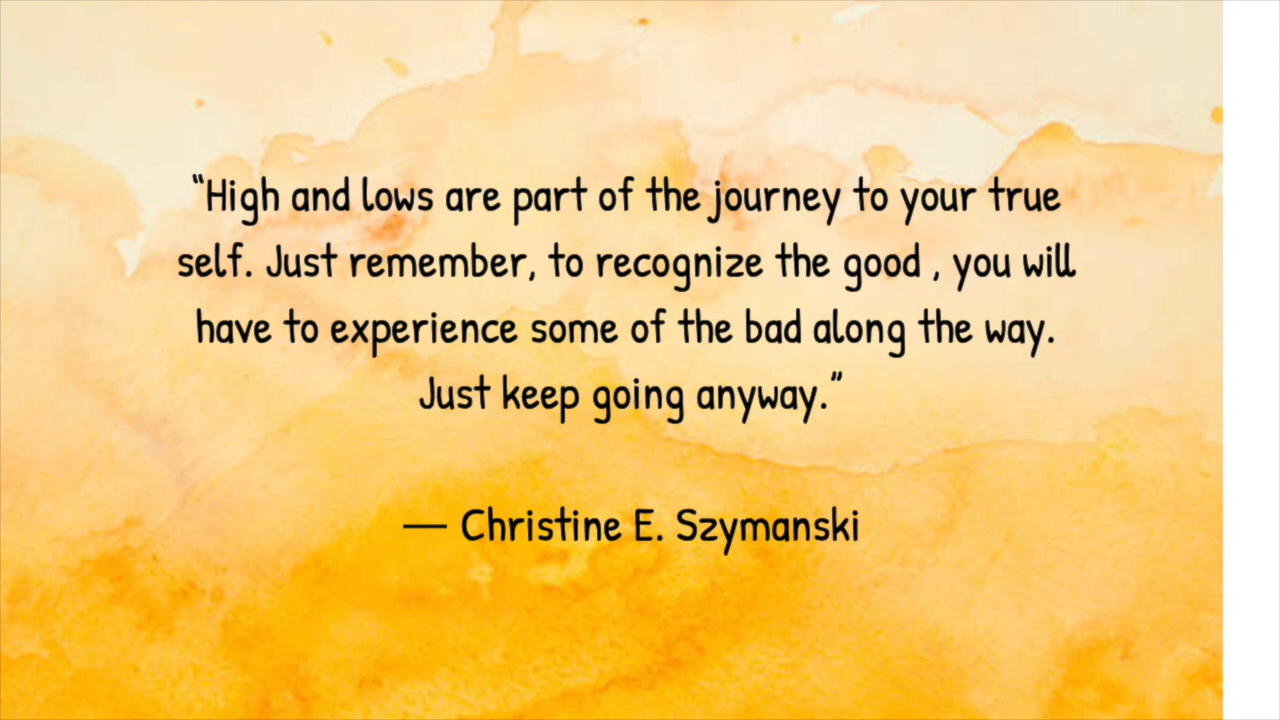 “High and lows are part of the journey to your true
self. Just remember, to recognize the good , you will
have to experience some of the bad along the way.
Just keep going anyway.”
— Christine E. Szymanski